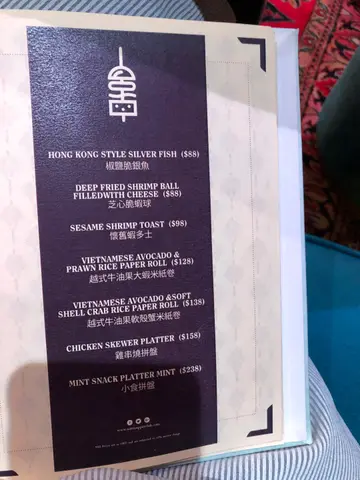 HONG KONG STYLE SILVER FISH ($88)
椒鹽脆銀魚
DEEP FRIED SHRIMP BALL
FILLEDWITH CHEESE ($88)
芝心脆蝦球
SESAME SHRIMP TOAST ($98)
懷舊蝦多士
VIETNAMESE AVOCADO &
PRAWN RICE PAPER ROLL ($128)
越式牛油果大蝦米紙卷
VIETNAMESE AVOCADO &SOFT
SHELL CRAB RICE PAPER ROLL ($138)
越式牛油果軟殼蟹米紙卷
CHICKEN SKEWER PLATTER ($158)
雞串燒拼盤
MINT SNACK PLATTER MINT ($238)
小食拼盤